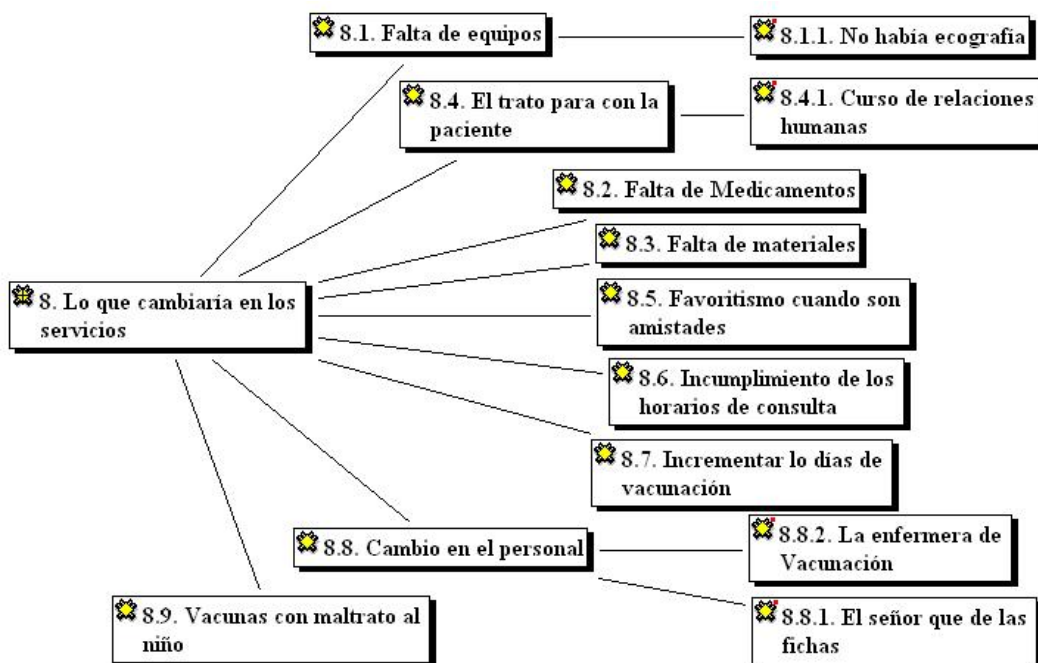 8.1. Falta de equipos
8.1.1. No había ecografía
8.4. El trato para con la
paciente
8.4.1. Curso de relaciones
humanas
8.2. Falta de Medicamentos
8.3. Falta de materiales
8. Lo que cambiaría en los
servicios
8.5. Favoritismo cuando son
amistades
8.6. Incumplimiento de los
horarios de consulta
8.7. Incrementar lo días de
vacunación
8.8. Cambio en el personal
8.8.2. La enfermera de
Vacunación
8.9. Vacunas con maltrato al
niño
8.8.1. El señor que de las
fichas